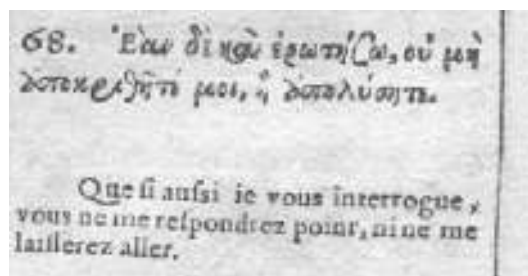 68. Ἐὰν δὲ καὶ ἐρωτήσω, οὐ μὴ
ἀποκριθῆτέ μοι, ἢ ἀπολύσητε.
Que ſi auſſi je vous interrogue,
vous ne me reſpondrez point, ni ne me
laiſſerez aller.